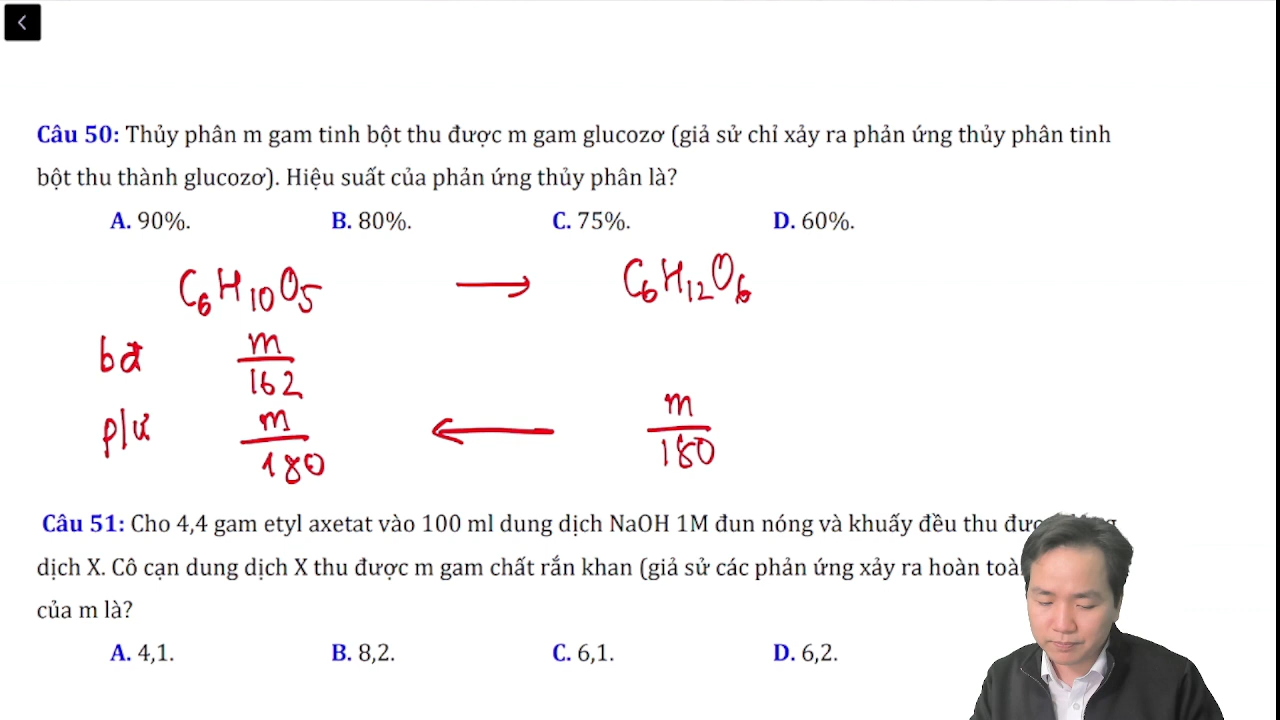 Câu 50: Thủy phân m gam tinh bột thu được m gam glucozơ (giả sử chỉ xảy ra phản ứng thủy phân tinh
bột thu thành glucozơ). Hiệu suất của phản ứng thủy phân là?
A. 90%. B. 80%. C. 75%. D. 60%.
C₆H₁₀O₅ → C₆H₁₂O₆
bđ m/162
p/ư m/180 ← m/180
Câu 51: Cho 4,4 gam etyl axetat vào 100 ml dung dịch NaOH 1M đun nóng và khuấy đều thu
dịch X. Cô cạn dung dịch X thu được m gam chất rắn khan (giả sử các phản ứng xảy ra hoàn
của m là?
A. 4,1. B. 8,2. C. 6,1. D. 6,2.